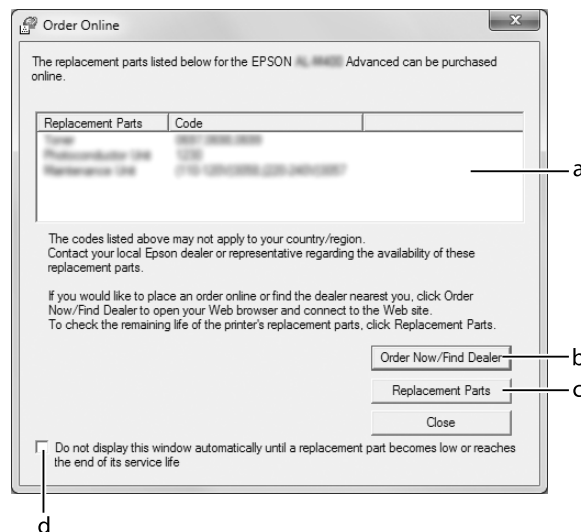 Order Online
The replacement parts listed below for the EPSON Advanced can be purchased
online.
Replacement Parts Code
a
The codes listed above may not apply to your country/region.
Contact your local Epson dealer or representative regarding the availability of these
replacement parts.
If you would like to place an order online or find the dealer nearest you, click Order
Now/Find Dealer to open your Web browser and connect to the Web site.
To check the remaining life of the printer's replacement parts, click Replacement Parts.
Order Now/Find Dealer b
Replacement Parts c
Close
Do not display this window automatically until a replacement part becomes low or reaches
the end of its service life
d